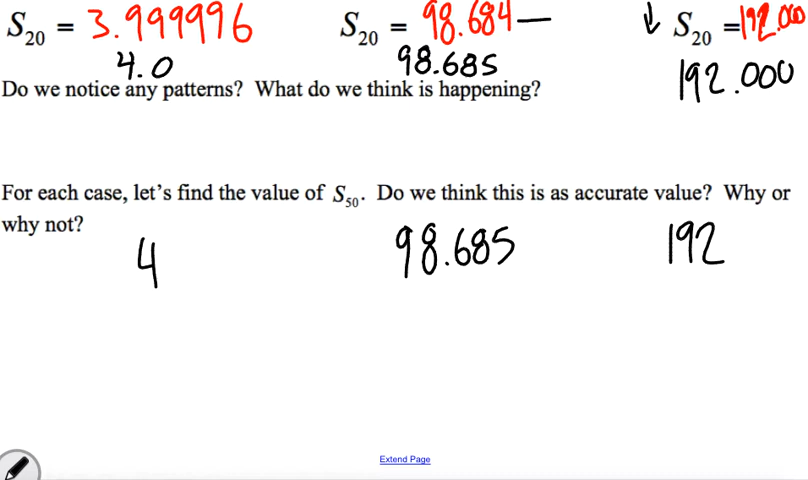 S20 = 3.999996 S20 = 98.684 ↓ S20 = 192.000
4.0 98.685 192.000
Do we notice any patterns? What do we think is happening?
For each case, let's find the value of S50. Do we think this is as accurate value? Why or
why not?
4 98.685 192
Extend Page